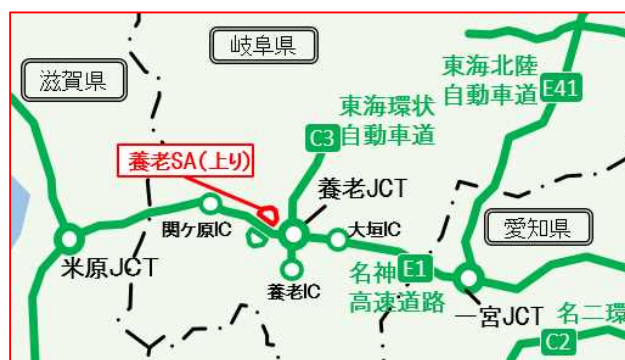 岐阜県
滋賀県
東海北陸
自動車道
E41
東海環状
自動車道
C3
養老SA(上り)
養老JCT
関ケ原IC
大垣IC
愛知県
米原JCT
養老IC
名神
高速道路
E1
一宮JCT
名二環
C2